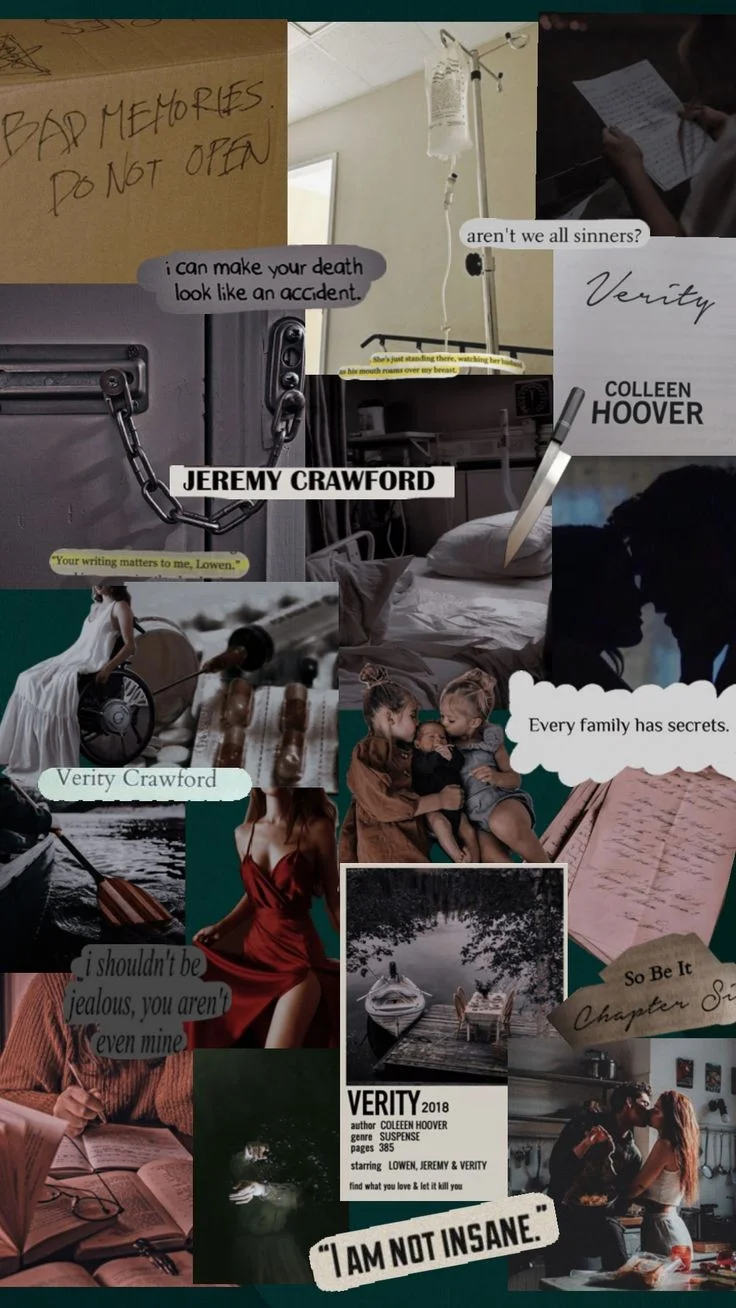 BAD MEMORIES.
DO NOT OPEN
aren't we all sinners?
i can make your death
look like an accident.
Verity
COLLEEN
HOOVER
She's just standing there, watching her husband
as his mouth roams over my breast.
JEREMY CRAWFORD
"Your writing matters to me, Lowen."
Every family has secrets.
Verity Crawford
i shouldn't be
jealous, you aren't
even mine
So Be It
Chapter Si
VERITY 2018
author COLEEEN HOOVER
genre SUSPENSE
pages 385
starring LOWEN, JEREMY & VERITY
find what you love & let it kill you
"I AM NOT INSANE."